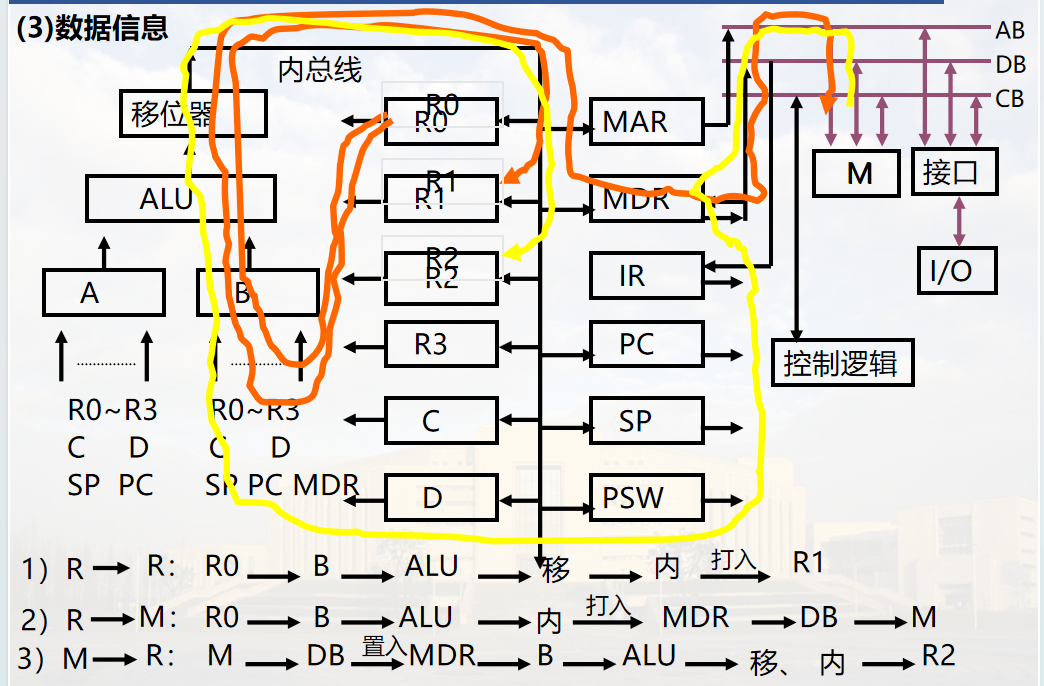 (3)数据信息
AB
内总线
DB
CB
移位器
R0
R0
MAR
M
接口
ALU
R1
R1
MDR
A
B
R2
R2
IR
I/O
R3
PC
控制逻辑
R0~R3
R0~R3
C
SP
C D
C D
SP PC
SP PC MDR
D
PSW
1) R → R: R0 → B → ALU → 移 → 内 打入→ R1
2) R → M: R0 → B → ALU → 内 打入→ MDR → DB → M
3) M → R: M → DB 置入→ MDR → B → ALU → 移、 内 → R2